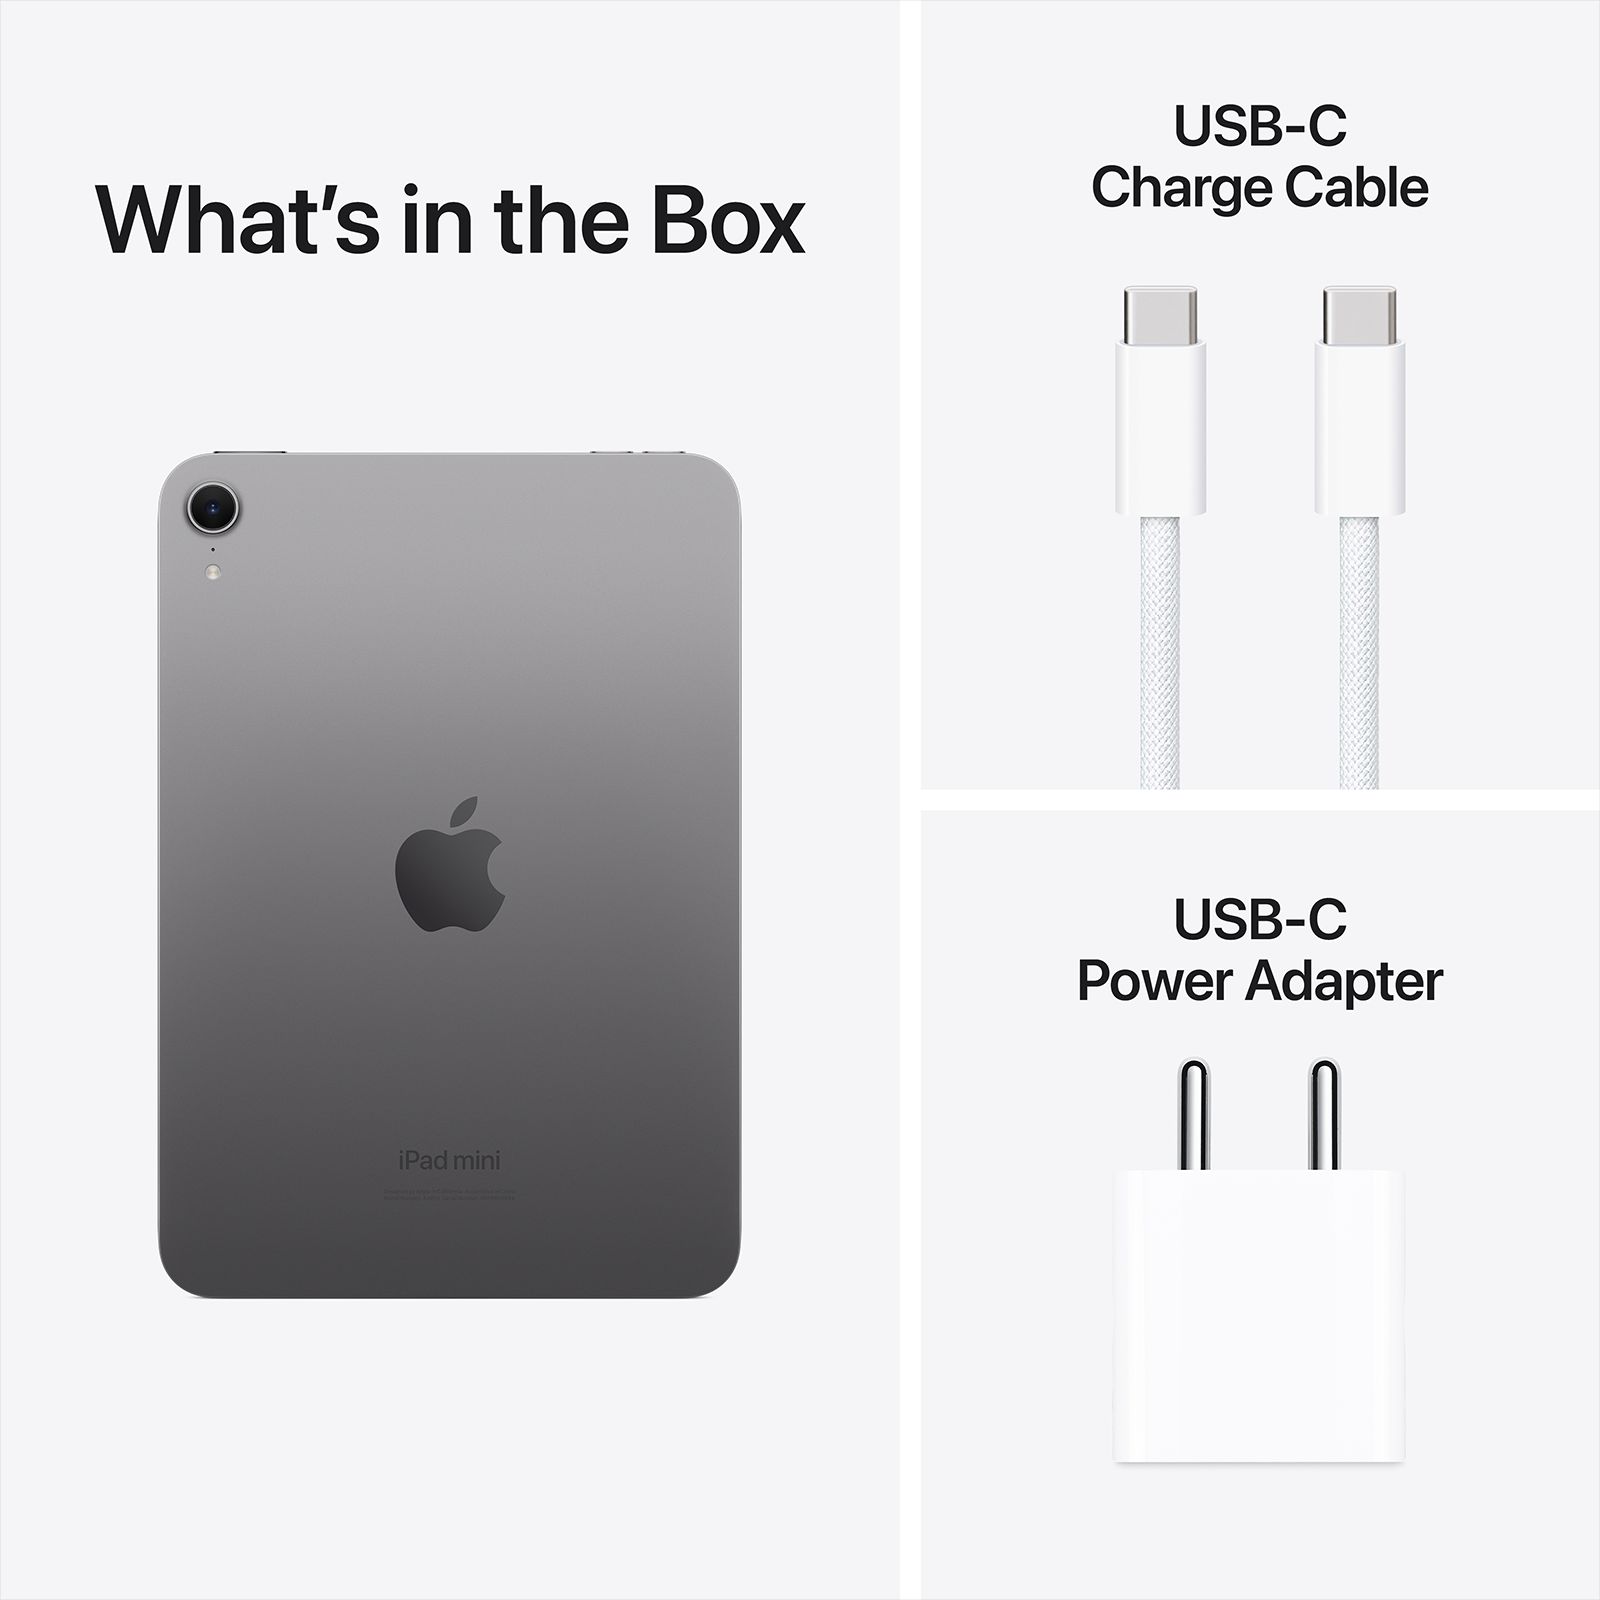 What's in the Box
iPad mini
USB-C
Charge Cable
USB-C
Power Adapter